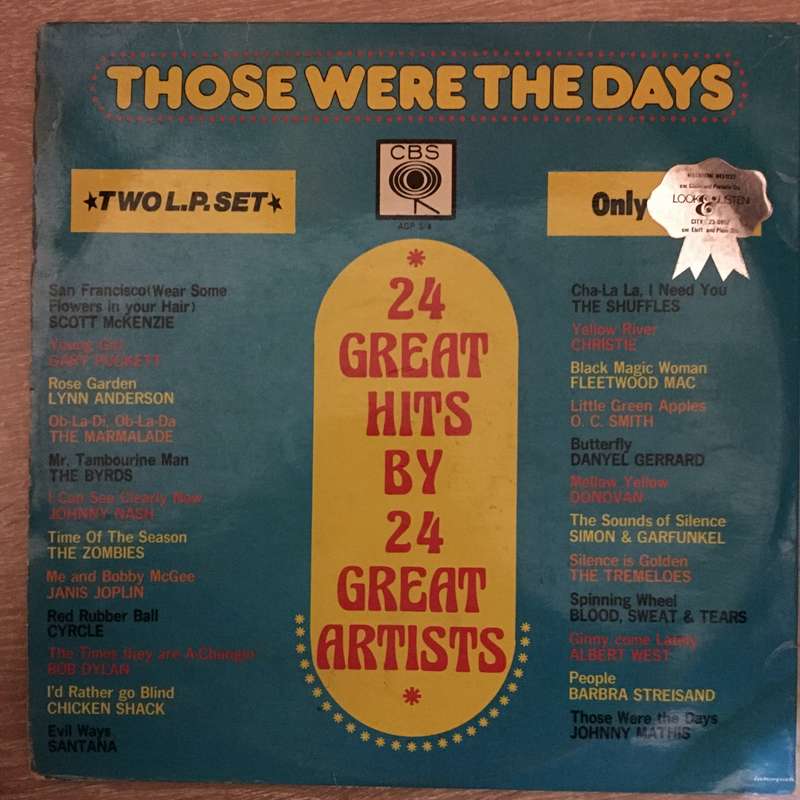 THOSE WERE THE DAYS
TWO L.P. SET
CBS
AGP 3/4
Only
LOOK & LISTEN
San Francisco (Wear Some
Flowers in your Hair)
SCOTT McKENZIE
Young Girl
GARY PUCKETT
Rose Garden
LYNN ANDERSON
Ob-La-Di, Ob-La-Da
THE MARMALADE
Mr. Tambourine Man
THE BYRDS
I Can See Clearly Now
JOHNNY NASH
Time Of The Season
THE ZOMBIES
Me and Bobby McGee
JANIS JOPLIN
Red Rubber Ball
CYRCLE
The Times they are A-Changin
BOB DYLAN
I'd Rather go Blind
CHICKEN SHACK
Evil Ways
SANTANA
24
GREAT
HITS
BY
24
GREAT
ARTISTS
Cha-La La, I Need You
THE SHUFFLES
Yellow River
CHRISTIE
Black Magic Woman
FLEETWOOD MAC
Little Green Apples
O. C. SMITH
Butterfly
DANYEL GERRARD
Mellow Yellow
DONOVAN
The Sounds of Silence
SIMON & GARFUNKEL
Silence is Golden
THE TREMELOES
Spinning Wheel
BLOOD, SWEAT & TEARS
Ginny come Lately
ALBERT WEST
People
BARBRA STREISAND
Those Were the Days
JOHNNY MATHIS
interpak